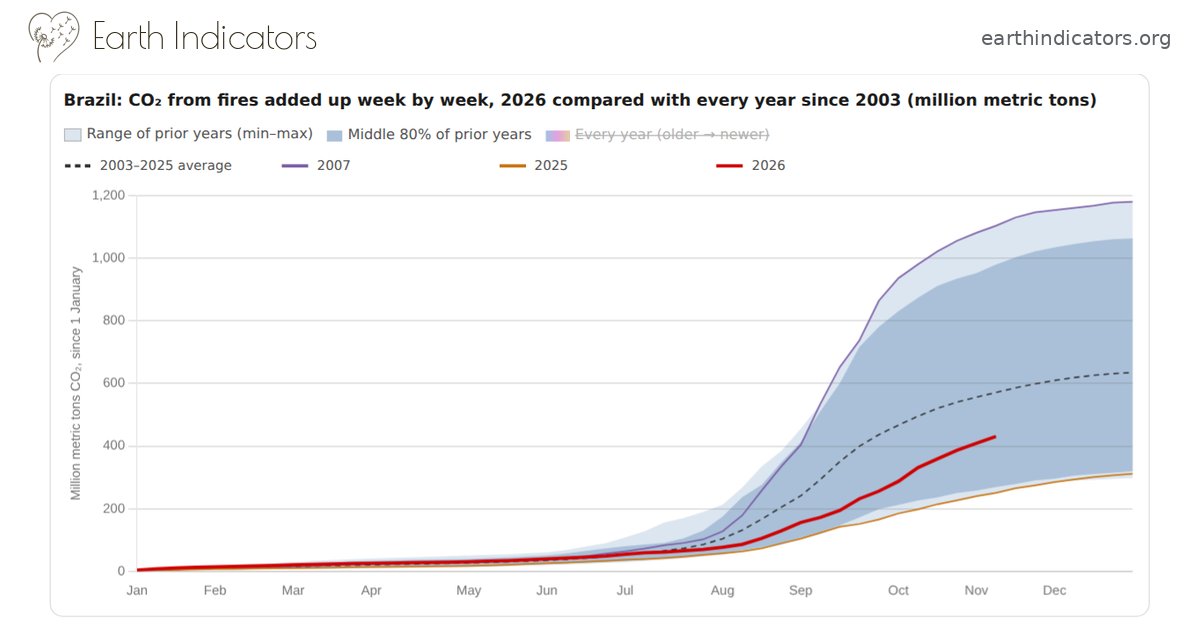 Earth Indicators
earthindicators.org
Brazil: CO₂ from fires added up week by week, 2026 compared with every year since 2003 (million metric tons)
Range of prior years (min–max) Middle 80% of prior years Every year (older → newer)
2003–2025 average 2007 2025 2026
Million metric tons CO₂, since 1 January
1,200
1,000
800
600
400
200
0
Jan Feb Mar Apr May Jun Jul Aug Sep Oct Nov Dec